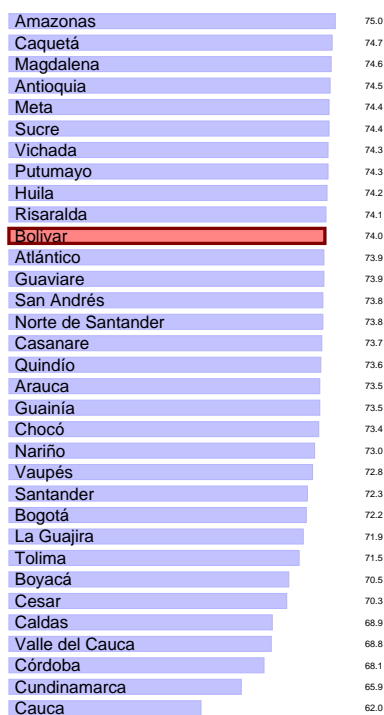 Amazonas 75.0
Caquetá 74.7
Magdalena 74.6
Antioquia 74.5
Meta 74.4
Sucre 74.4
Vichada 74.3
Putumayo 74.3
Huila 74.2
Risaralda 74.1
Bolivar 74.0
Atlántico 73.9
Guaviare 73.9
San Andrés 73.8
Norte de Santander 73.8
Casanare 73.7
Quindío 73.6
Arauca 73.5
Guainía 73.5
Chocó 73.4
Nariño 73.0
Vaupés 72.8
Santander 72.3
Bogotá 72.2
La Guajira 71.9
Tolima 71.5
Boyacá 70.5
Cesar 70.3
Caldas 68.9
Valle del Cauca 68.8
Córdoba 68.1
Cundinamarca 65.9
Cauca 62.0